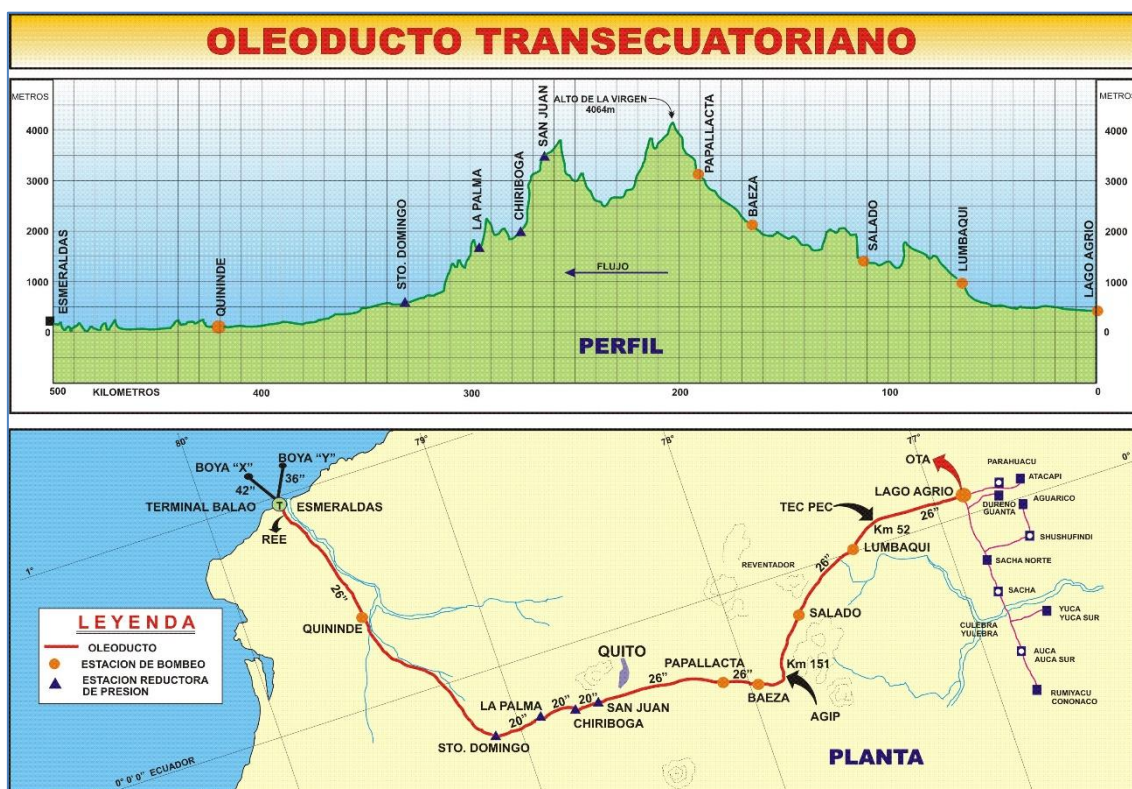 OLEODUCTO TRANSECUATORIANO
METROS
METROS
4000
3000
2000
1000
0
4000
3000
2000
1000
0
ESMERALDAS
QUININDE
STO. DOMINGO
LA PALMA
CHIRIBOGA
SAN JUAN
ALTO DE LA VIRGEN
4064m
PAPALLACTA
BAEZA
SALADO
LUMBAQUI
LAGO AGRIO
FLUJO
PERFIL
500
KILOMETROS
400
300
200
100
0
80
79
78
77
0°
1°
BOYA "X"
BOYA "Y"
42"
36"
TERMINAL BALAO
T
ESMERALDAS
REE
26"
QUININDE
LEYENDA
OLEODUCTO
ESTACION DE BOMBEO
ESTACION REDUCTORA
DE PRESION
0° 0' 0" ECUADOR
STO. DOMINGO
20"
LA PALMA
20"
CHIRIBOGA
20"
SAN JUAN
QUITO
26"
PAPALLACTA
26"
BAEZA
Km 151
AGIP
SALADO
REVENTADOR
26"
LUMBAQUI
TEC PEC
Km 52
26"
LAGO AGRIO
OTA
PARAHUACU
ATACAPI
DURENO
GUANTA
AGUARICO
SHUSHUFINDI
SACHA NORTE
SACHA
CULEBRA
YULEBRA
YUCA
YUCA SUR
AUCA
AUCA SUR
RUMIYACU
CONONACO
PLANTA